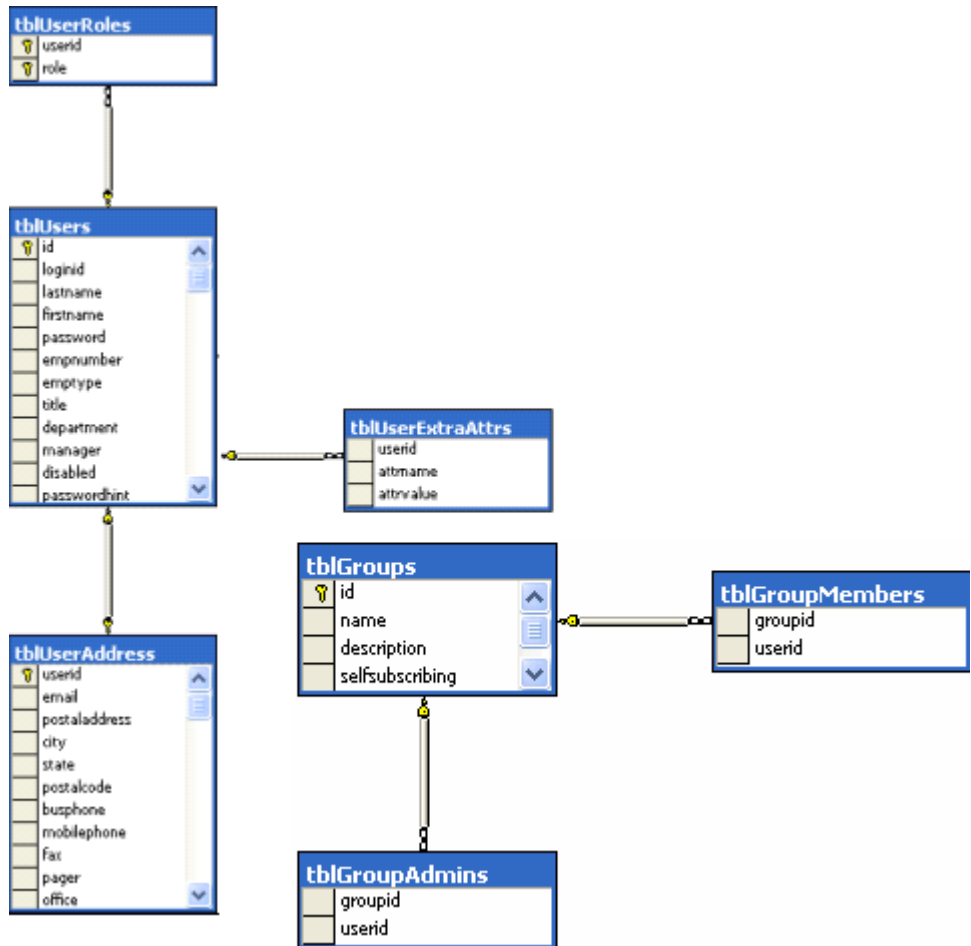 tblUserRoles
userid
role
tblUsers
id
loginid
lastname
firstname
password
empnumber
emptype
title
department
manager
disabled
passwordhint
tblUserExtraAttrs
userid
attrname
attrvalue
tblGroups
id
name
description
selfsubscribing
tblGroupMembers
groupid
userid
tblUserAddress
userid
email
postaladdress
city
state
postalcode
busphone
mobilephone
fax
pager
office
tblGroupAdmins
groupid
userid